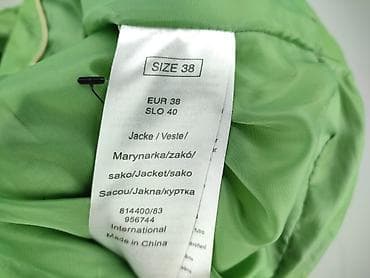 SIZE 38
EUR 38
SLO 40
Jacke / Veste/
Marynarka/zakó/
sako/Jacket/sako
Sacou/Jakna/куртка
814400/83
956744
International
Made in China